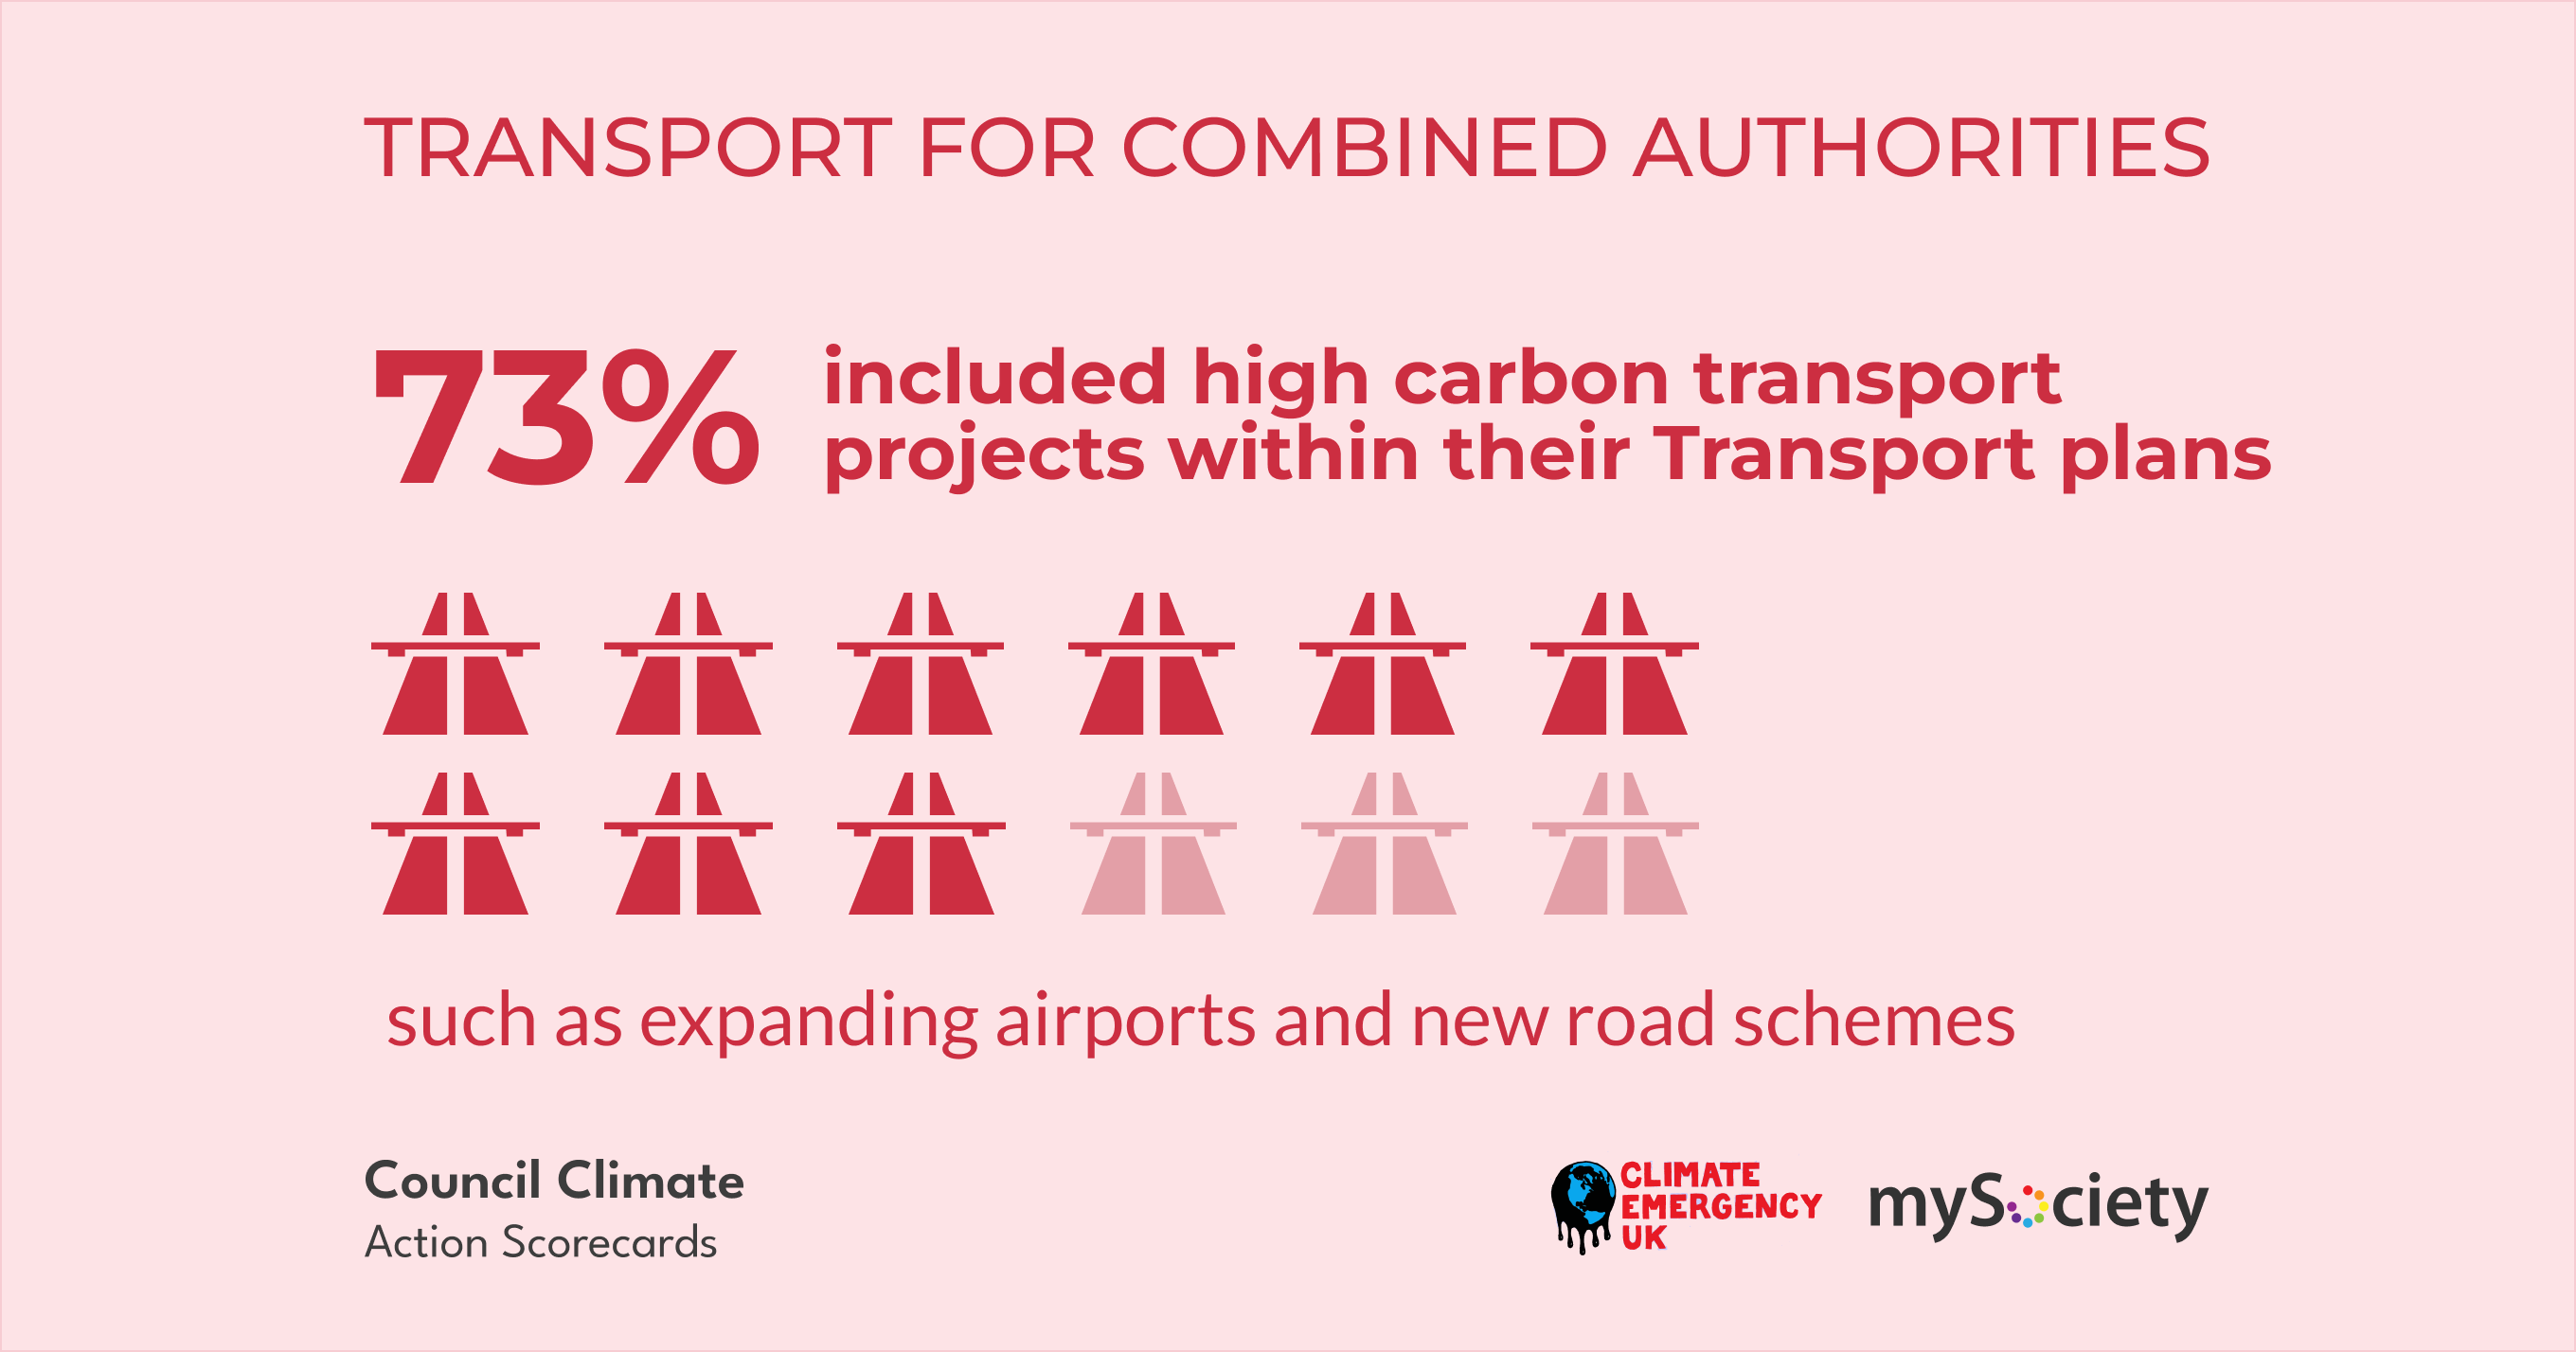 TRANSPORT FOR COMBINED AUTHORITIES
73%
included high carbon transport
projects within their Transport plans
such as expanding airports and new road schemes
Council Climate
Action Scorecards
CLIMATE
EMERGENCY
UK
mySociety